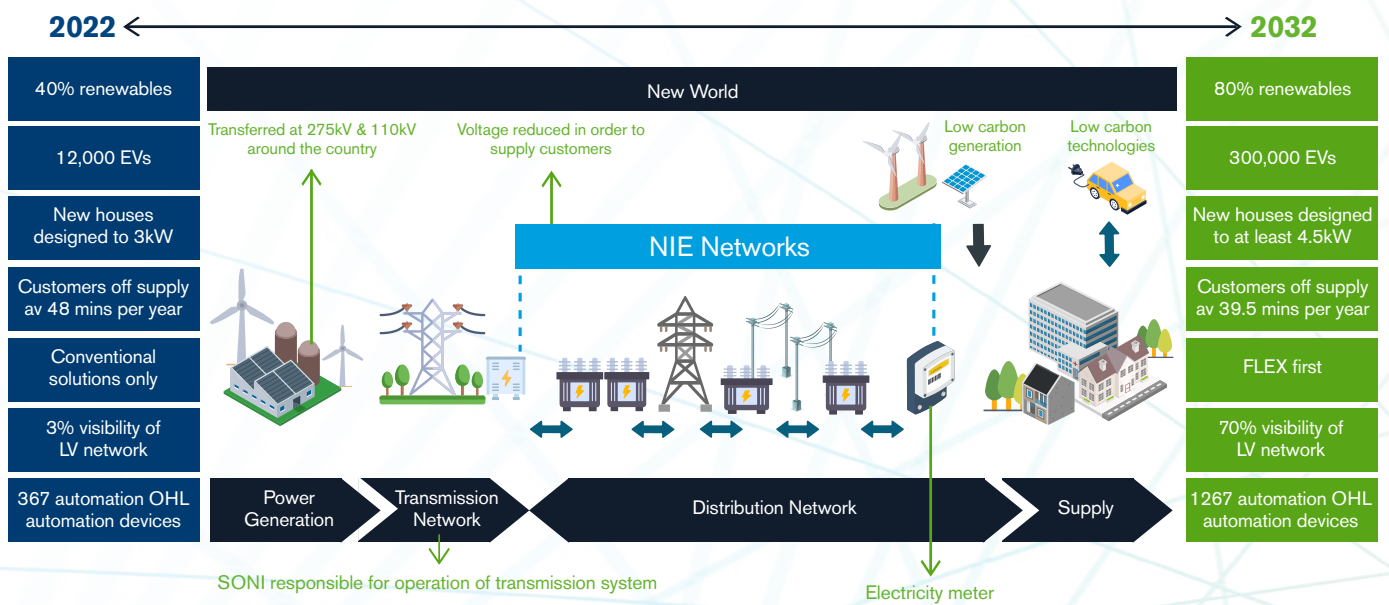 2022
2032
40% renewables
12,000 EVs
New houses
designed to 3kW
Customers off supply
av 48 mins per year
Conventional
solutions only
3% visibility of
LV network
367 automation OHL
automation devices
New World
Transferred at 275kV & 110kV
around the country
Voltage reduced in order to
supply customers
Low carbon
generation
Low carbon
technologies
NIE Networks
Power
Generation
Transmission
Network
Distribution Network
Supply
SONI responsible for operation of transmission system
Electricity meter
80% renewables
300,000 EVs
New houses designed
to at least 4.5kW
Customers off supply
av 39.5 mins per year
FLEX first
70% visibility of
LV network
1267 automation OHL
automation devices